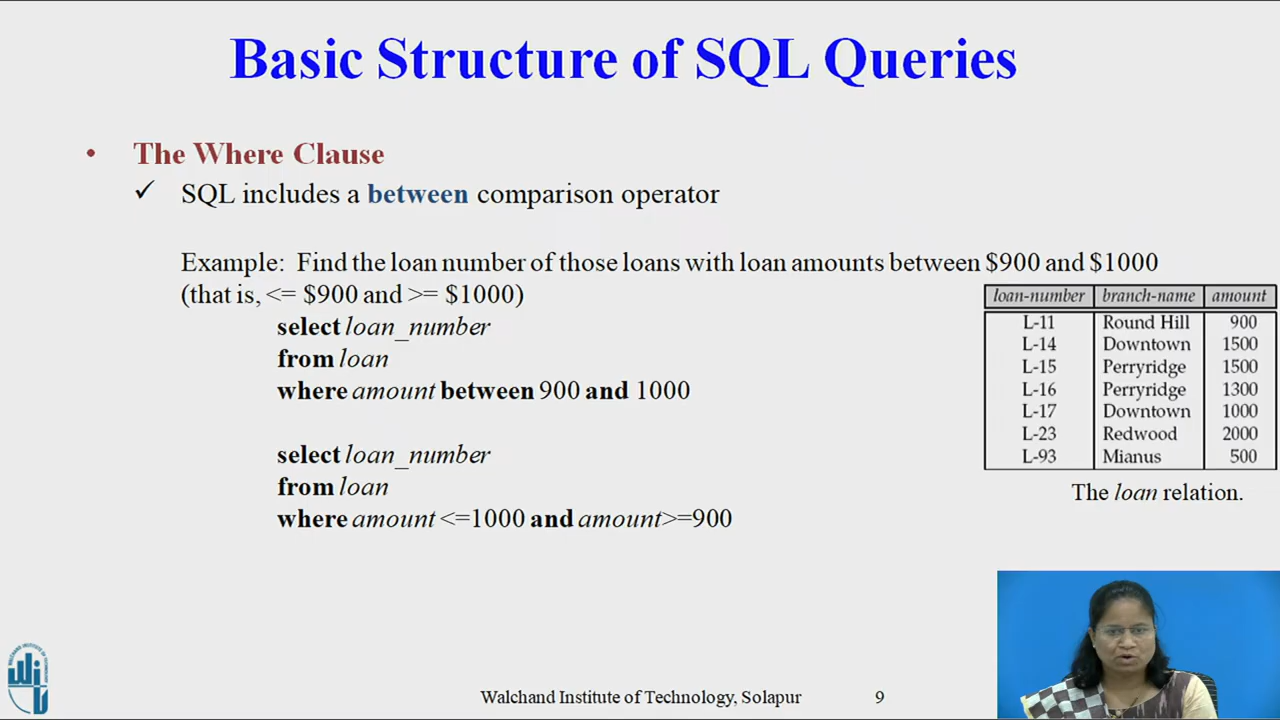 Basic Structure of SQL Queries
• The Where Clause
✓ SQL includes a between comparison operator
Example: Find the loan number of those loans with loan amounts between $900 and $1000
(that is, <= $900 and >= $1000)
select loan_number
from loan
where amount between 900 and 1000
select loan_number
from loan
where amount <=1000 and amount>=900
loan-number branch-name amount
L-11 Round Hill 900
L-14 Downtown 1500
L-15 Perryridge 1500
L-16 Perryridge 1300
L-17 Downtown 1000
L-23 Redwood 2000
L-93 Mianus 500
The loan relation.
Walchand Institute of Technology, Solapur 9